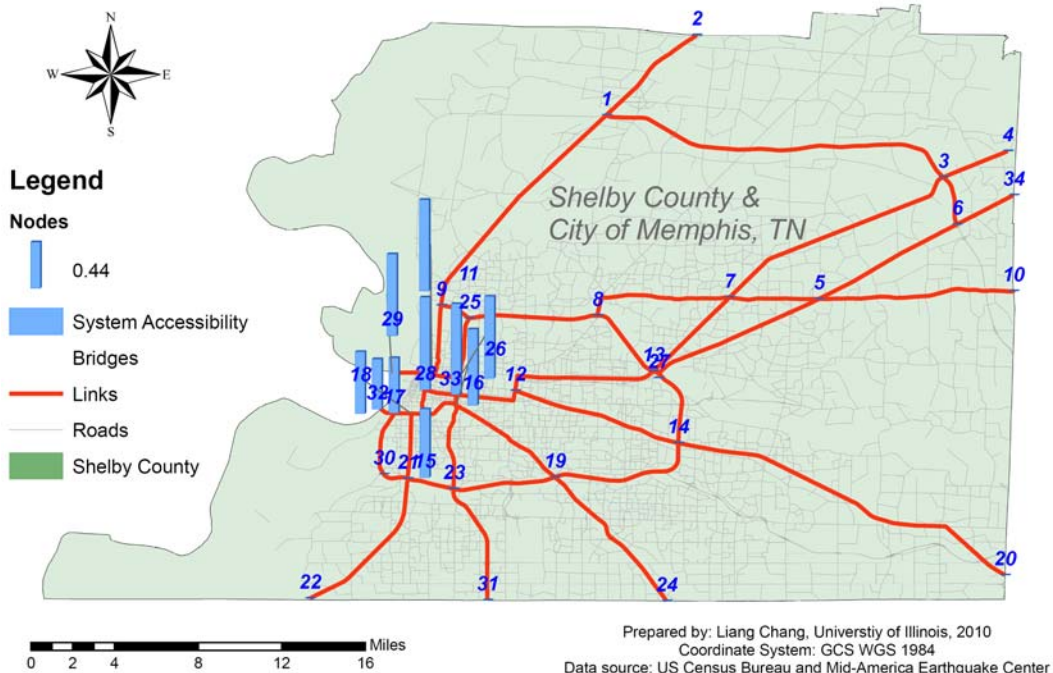 N
W E
S
Legend
Nodes
0.44
System Accessibility
Bridges
Links
Roads
Shelby County
Shelby County &
City of Memphis, TN
2
1
4
3
34
6
10
7
5
8
11
9
25
29
26
13
27
12
18
32
17
28
33
16
14
30
21
15
23
19
20
22
31
24
Miles
0 2 4 8 12 16
Prepared by: Liang Chang, Universtiy of Illinois, 2010
Coordinate System: GCS WGS 1984
Data source: US Census Bureau and Mid-America Earthquake Center